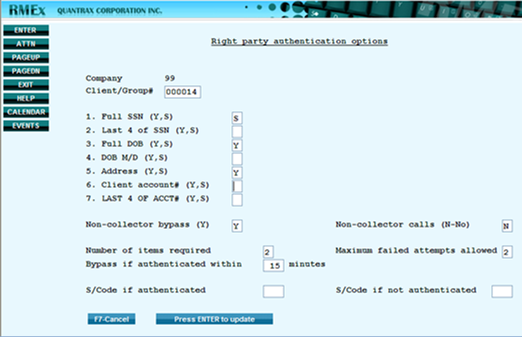 RMEx QUANTRAX CORPORATION INC.
ENTER
ATTN
PAGEUP
PAGEDN
EXIT
HELP
CALENDAR
EVENTS
Right party authentication options
Company 99
Client/Group# 000014
1. Full SSN (Y,S) S
2. Last 4 of SSN (Y,S)
3. Full DOB (Y,S) Y
4. DOB M/D (Y,S)
5. Address (Y,S) Y
6. Client account# (Y,S)
7. LAST 4 OF ACCT# (Y,S)
Non-collector bypass (Y) Y Non-collector calls (N-No) N
Number of items required 2 Maximum failed attempts allowed 2
Bypass if authenticated within 15 minutes
S/Code if authenticated S/Code if not authenticated
F7-Cancel Press ENTER to update